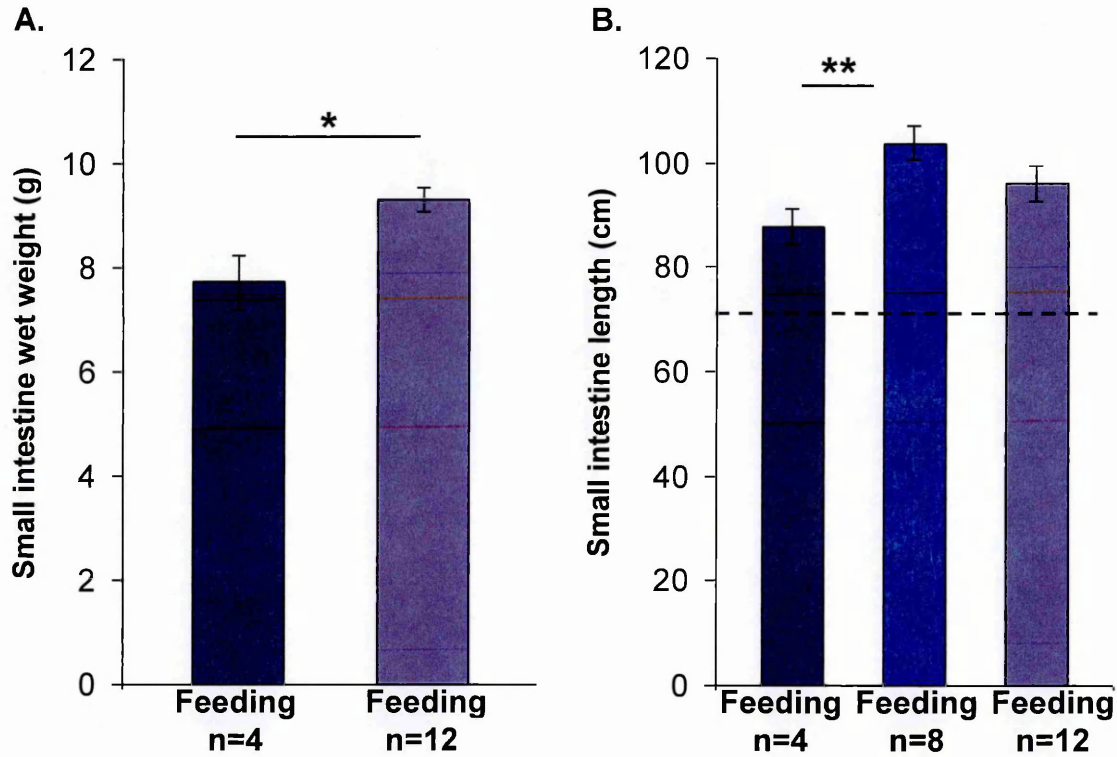 A.
Small intestine wet weight (g)
12
10
8
6
4
2
0
*
Feeding
n=4
Feeding
n=12
B.
Small intestine length (cm)
120
100
80
60
40
20
0
**
Feeding
n=4
Feeding
n=8
Feeding
n=12